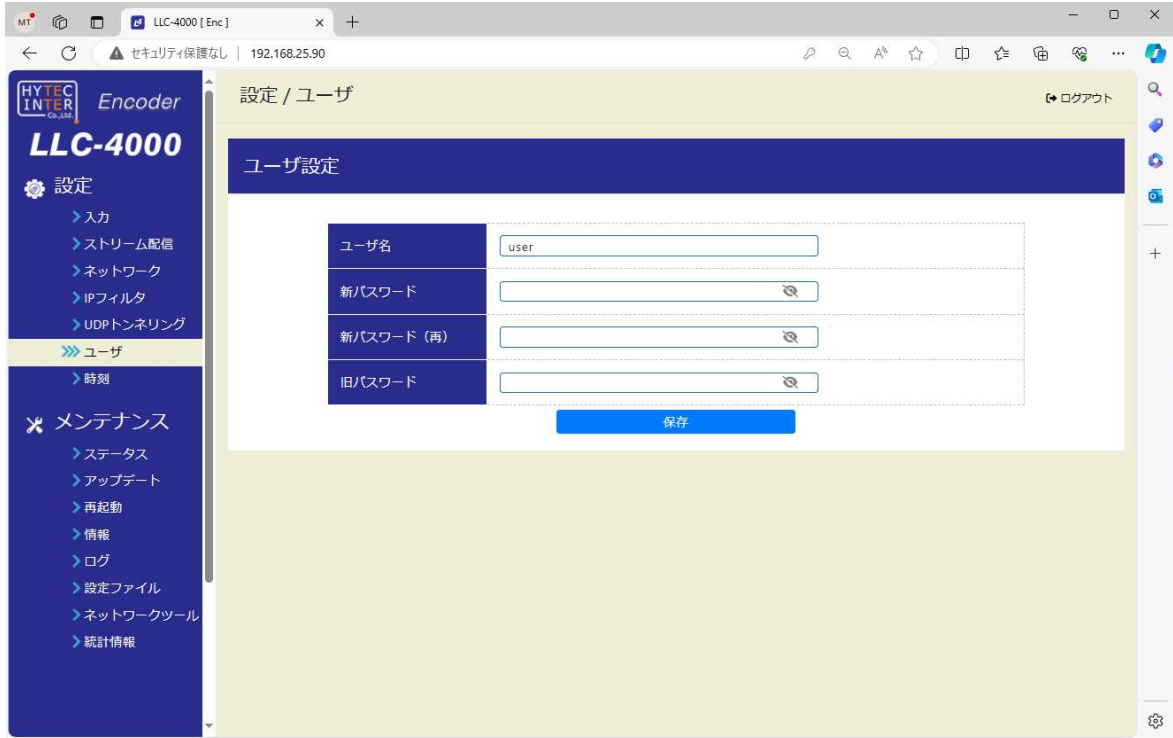 MT
LLC-4000 [ Enc ]
セキュリティ保護なし | 192.168.25.90
HYTEC
INTER
Co.,Ltd.
Encoder
LLC-4000
設定
入力
ストリーム配信
ネットワーク
IPフィルタ
UDPトンネリング
ユーザ
時刻
メンテナンス
ステータス
アップデート
再起動
情報
ログ
設定ファイル
ネットワークツール
統計情報
設定 / ユーザ
ログアウト
ユーザ設定
ユーザ名 user
新パスワード
新パスワード（再）
旧パスワード
保存